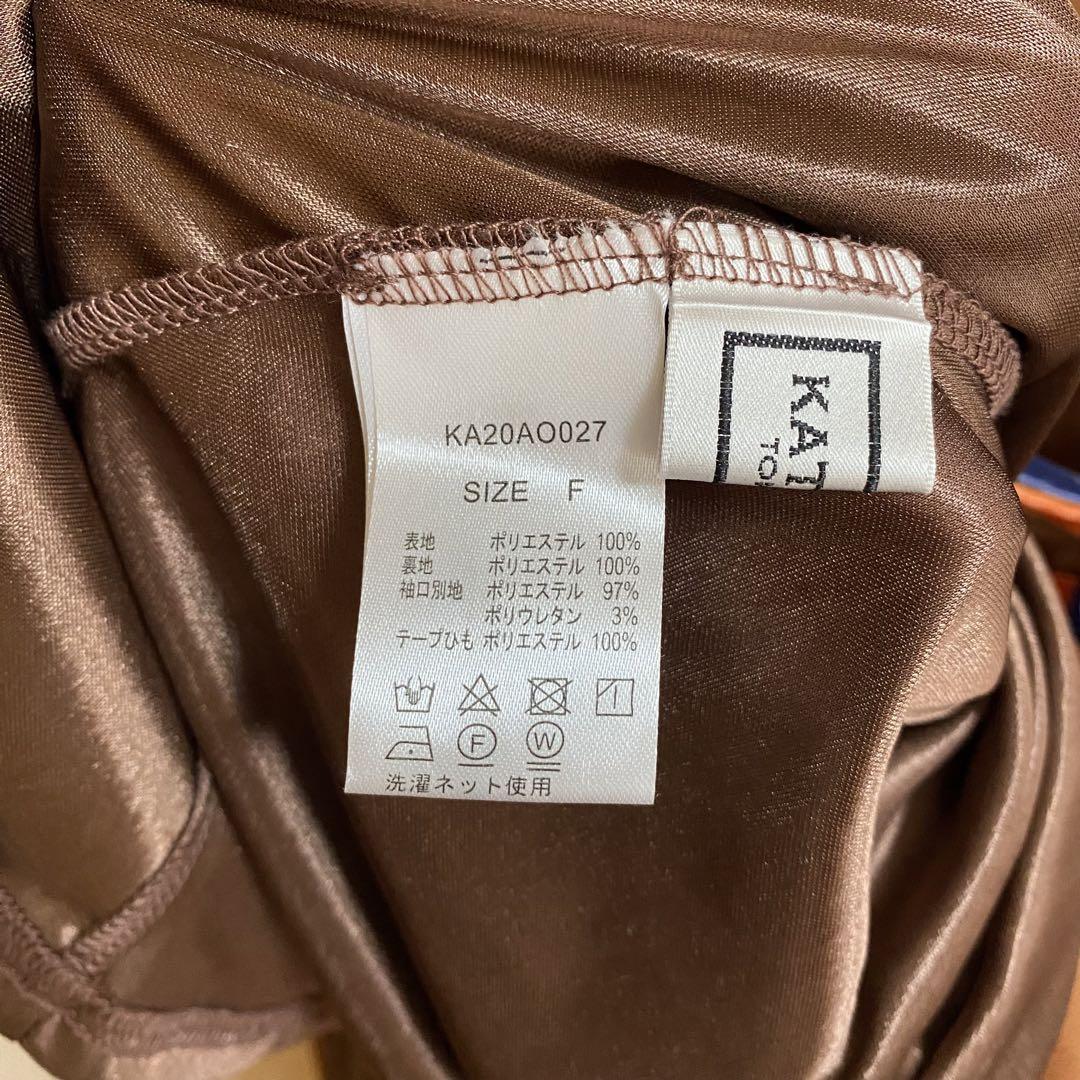 KA20AO027
SIZE F
表地 ポリエステル 100%
裏地 ポリエステル 100%
袖口別地 ポリエステル 97%
ポリウレタン 3%
テープひも ポリエステル 100%
1
F W
洗濯ネット使用